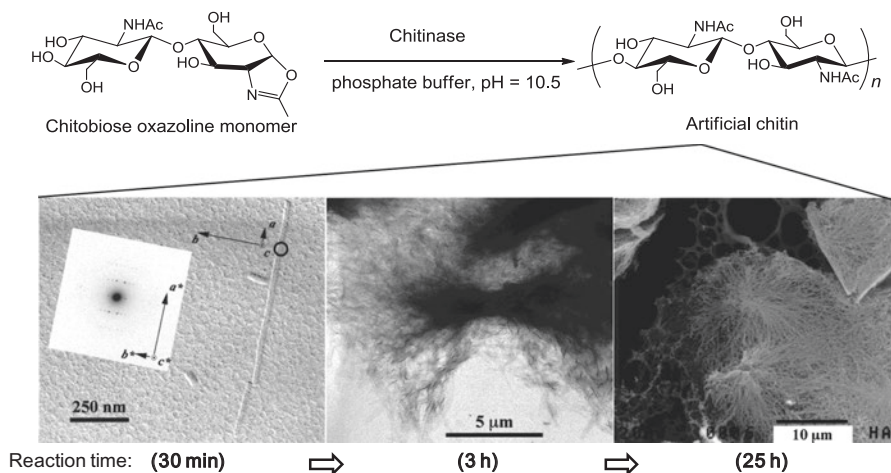 NHAc
OH
HO
HO
O
O
O
O
HO
N
OH
Chitobiose oxazoline monomer
Chitinase
phosphate buffer, pH = 10.5
NHAc
OH
HO
O
O
O
O
HO
NHAc
OH
n
Artificial chitin
b
a
c
a*
b*
c*
250 nm
5 μm
10 μm
HA
Reaction time: (30 min) (3 h) (25 h)